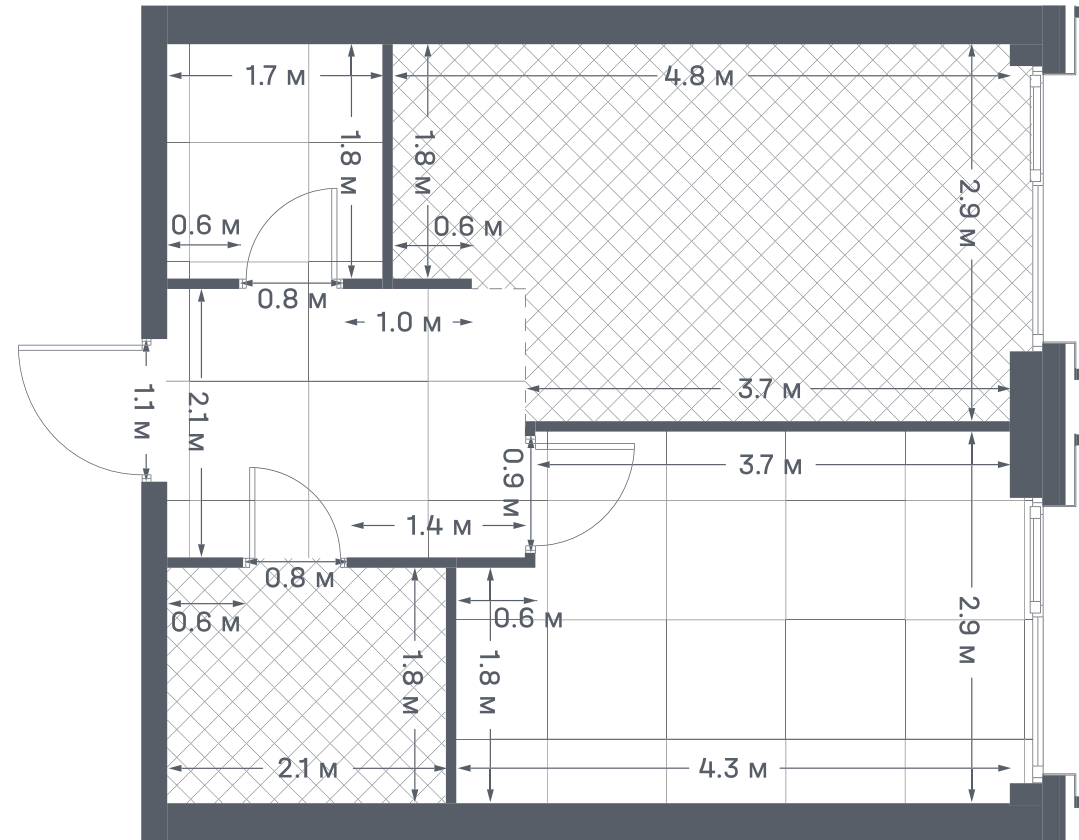 1.7 м
4.8 м
1.8 м
1.8 м
2.9 м
0.6 м
0.6 м
0.8 м
1.0 м
1.1 м
2.1 м
3.7 м
0.9 м
3.7 м
1.4 м
0.8 м
0.6 м
0.6 м
2.9 м
1.8 м
1.8 м
2.1 м
4.3 м